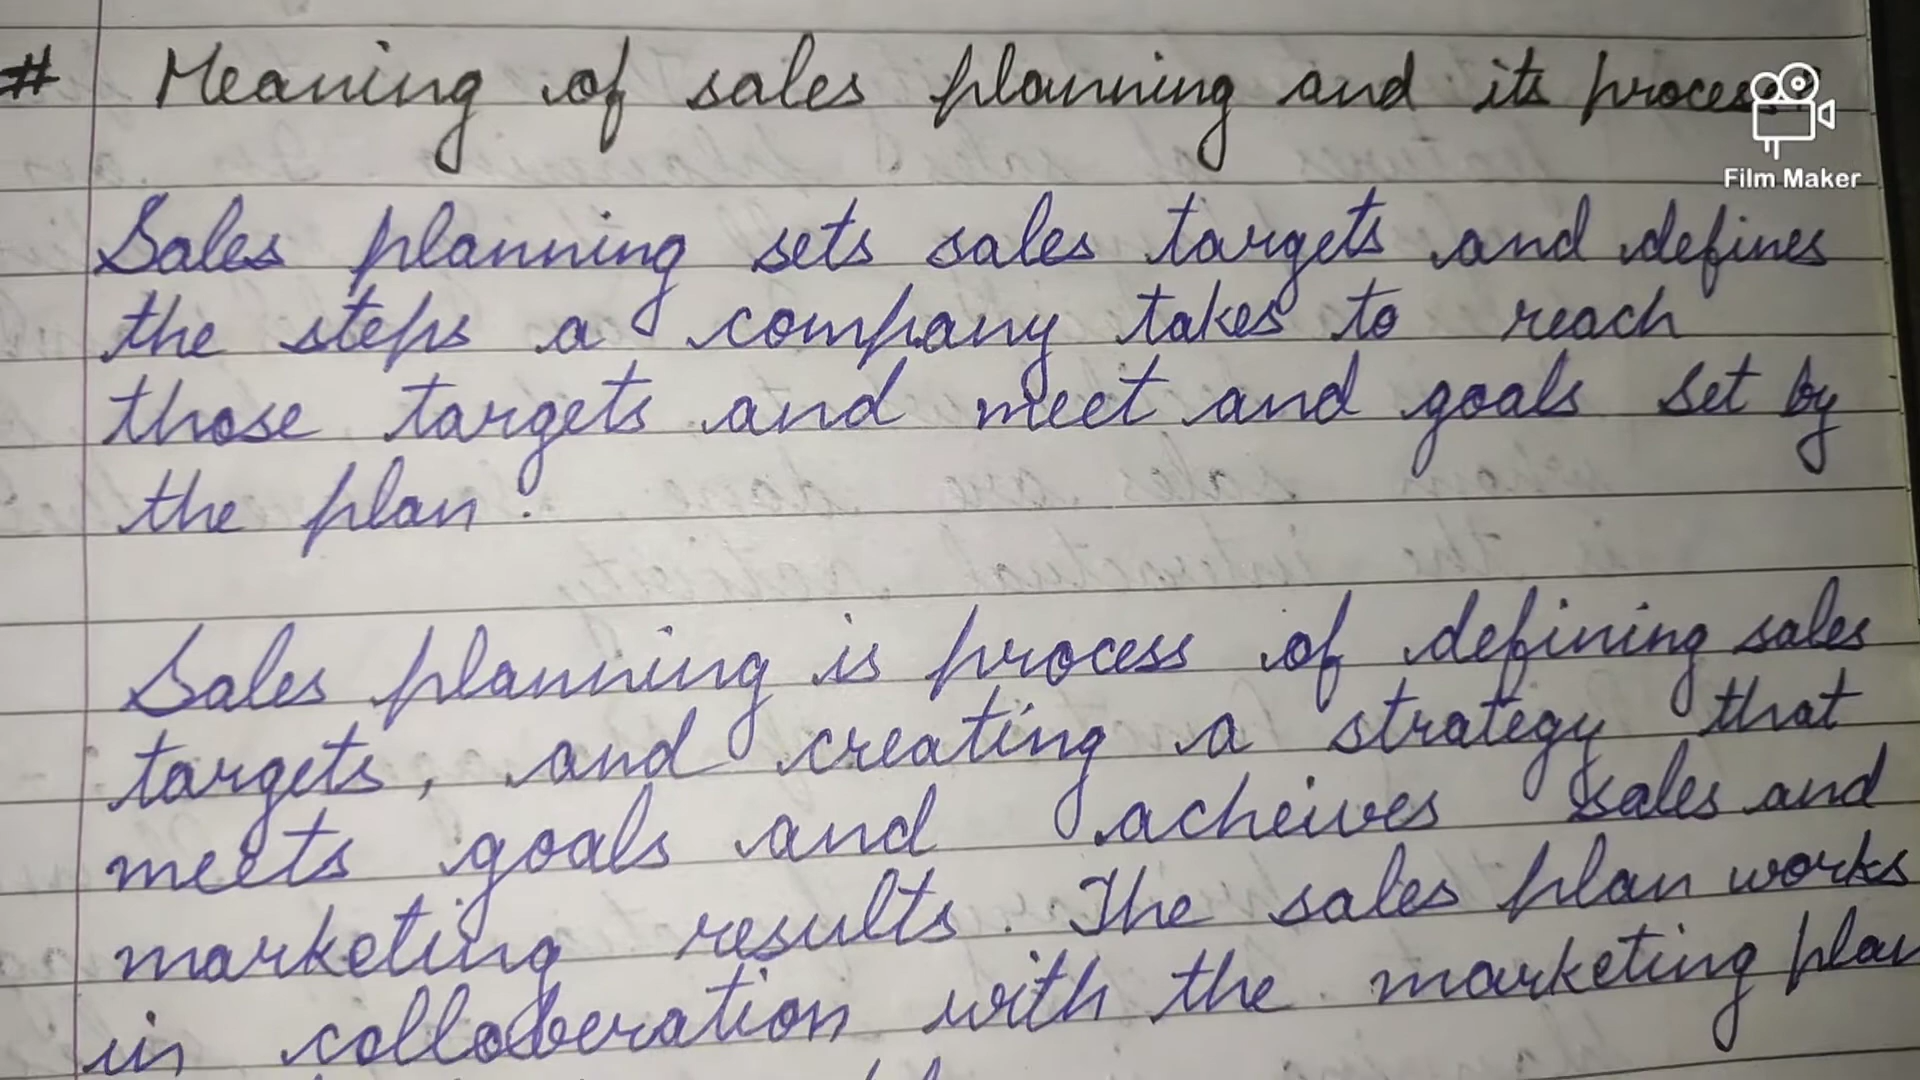 # Meaning of sales planning and its process:
Film Maker
Sales planning sets sales targets and defines
the steps a company takes to reach
those targets and meet and goals set by
the plan.
Sales planning is process of defining sales
targets, and creating a strategy that
meets goals and acheives sales and
marketing results. The sales plan works
in collaboration with the marketing plan